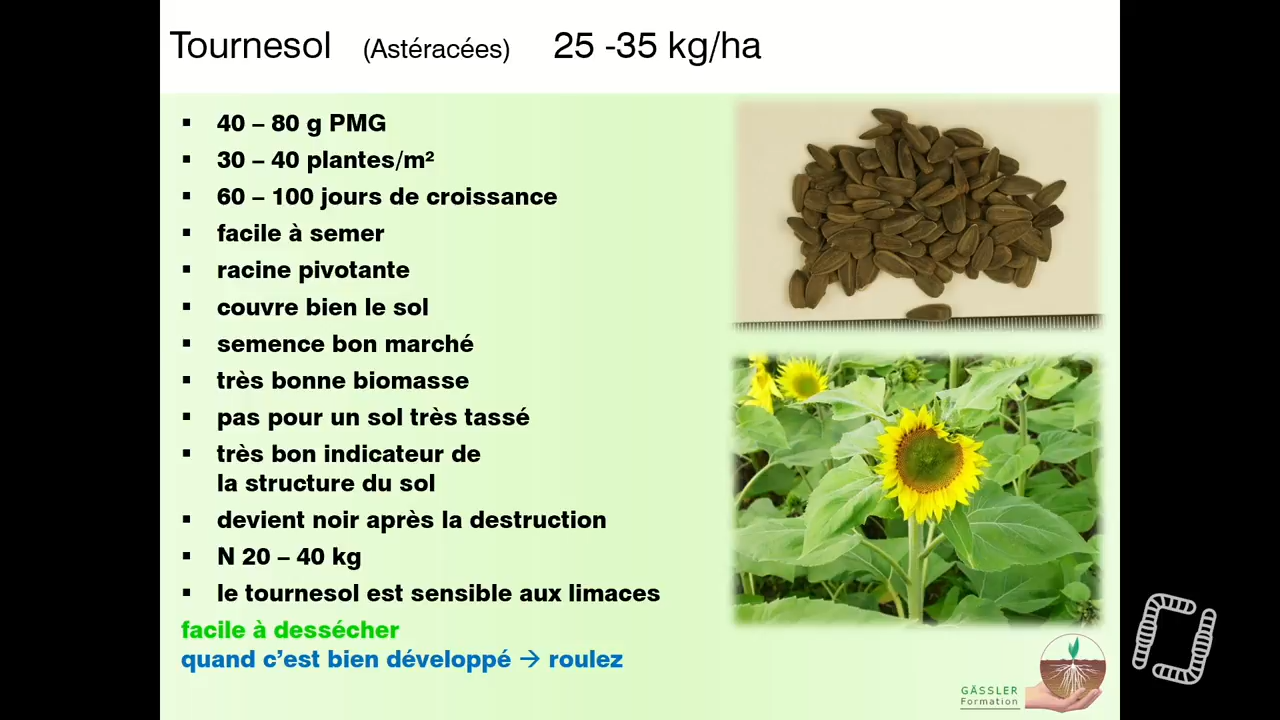 Tournesol (Astéracées) 25 -35 kg/ha
▪ 40 – 80 g PMG
▪ 30 – 40 plantes/m²
▪ 60 – 100 jours de croissance
▪ facile à semer
▪ racine pivotante
▪ couvre bien le sol
▪ semence bon marché
▪ très bonne biomasse
▪ pas pour un sol très tassé
▪ très bon indicateur de
la structure du sol
▪ devient noir après la destruction
▪ N 20 – 40 kg
▪ le tournesol est sensible aux limaces
facile à dessécher
quand c’est bien développé → roulez
GÄSSLER
Formation